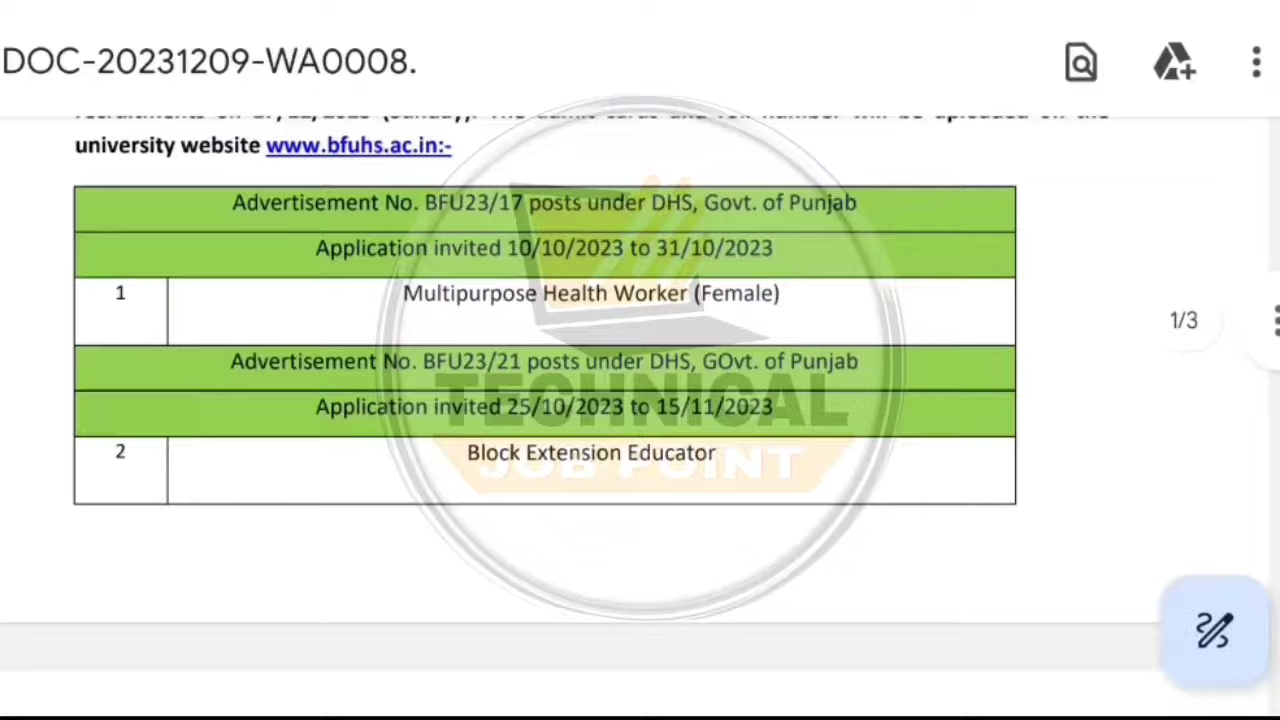 DOC-20231209-WA0008.
university website www.bfuhs.ac.in:-
Advertisement No. BFU23/17 posts under DHS, Govt. of Punjab
Application invited 10/10/2023 to 31/10/2023
1 Multipurpose Health Worker (Female)
1/3
Advertisement No. BFU23/21 posts under DHS, GOvt. of Punjab
Application invited 25/10/2023 to 15/11/2023
2 Block Extension Educator
TECHNICAL
JOB POINT